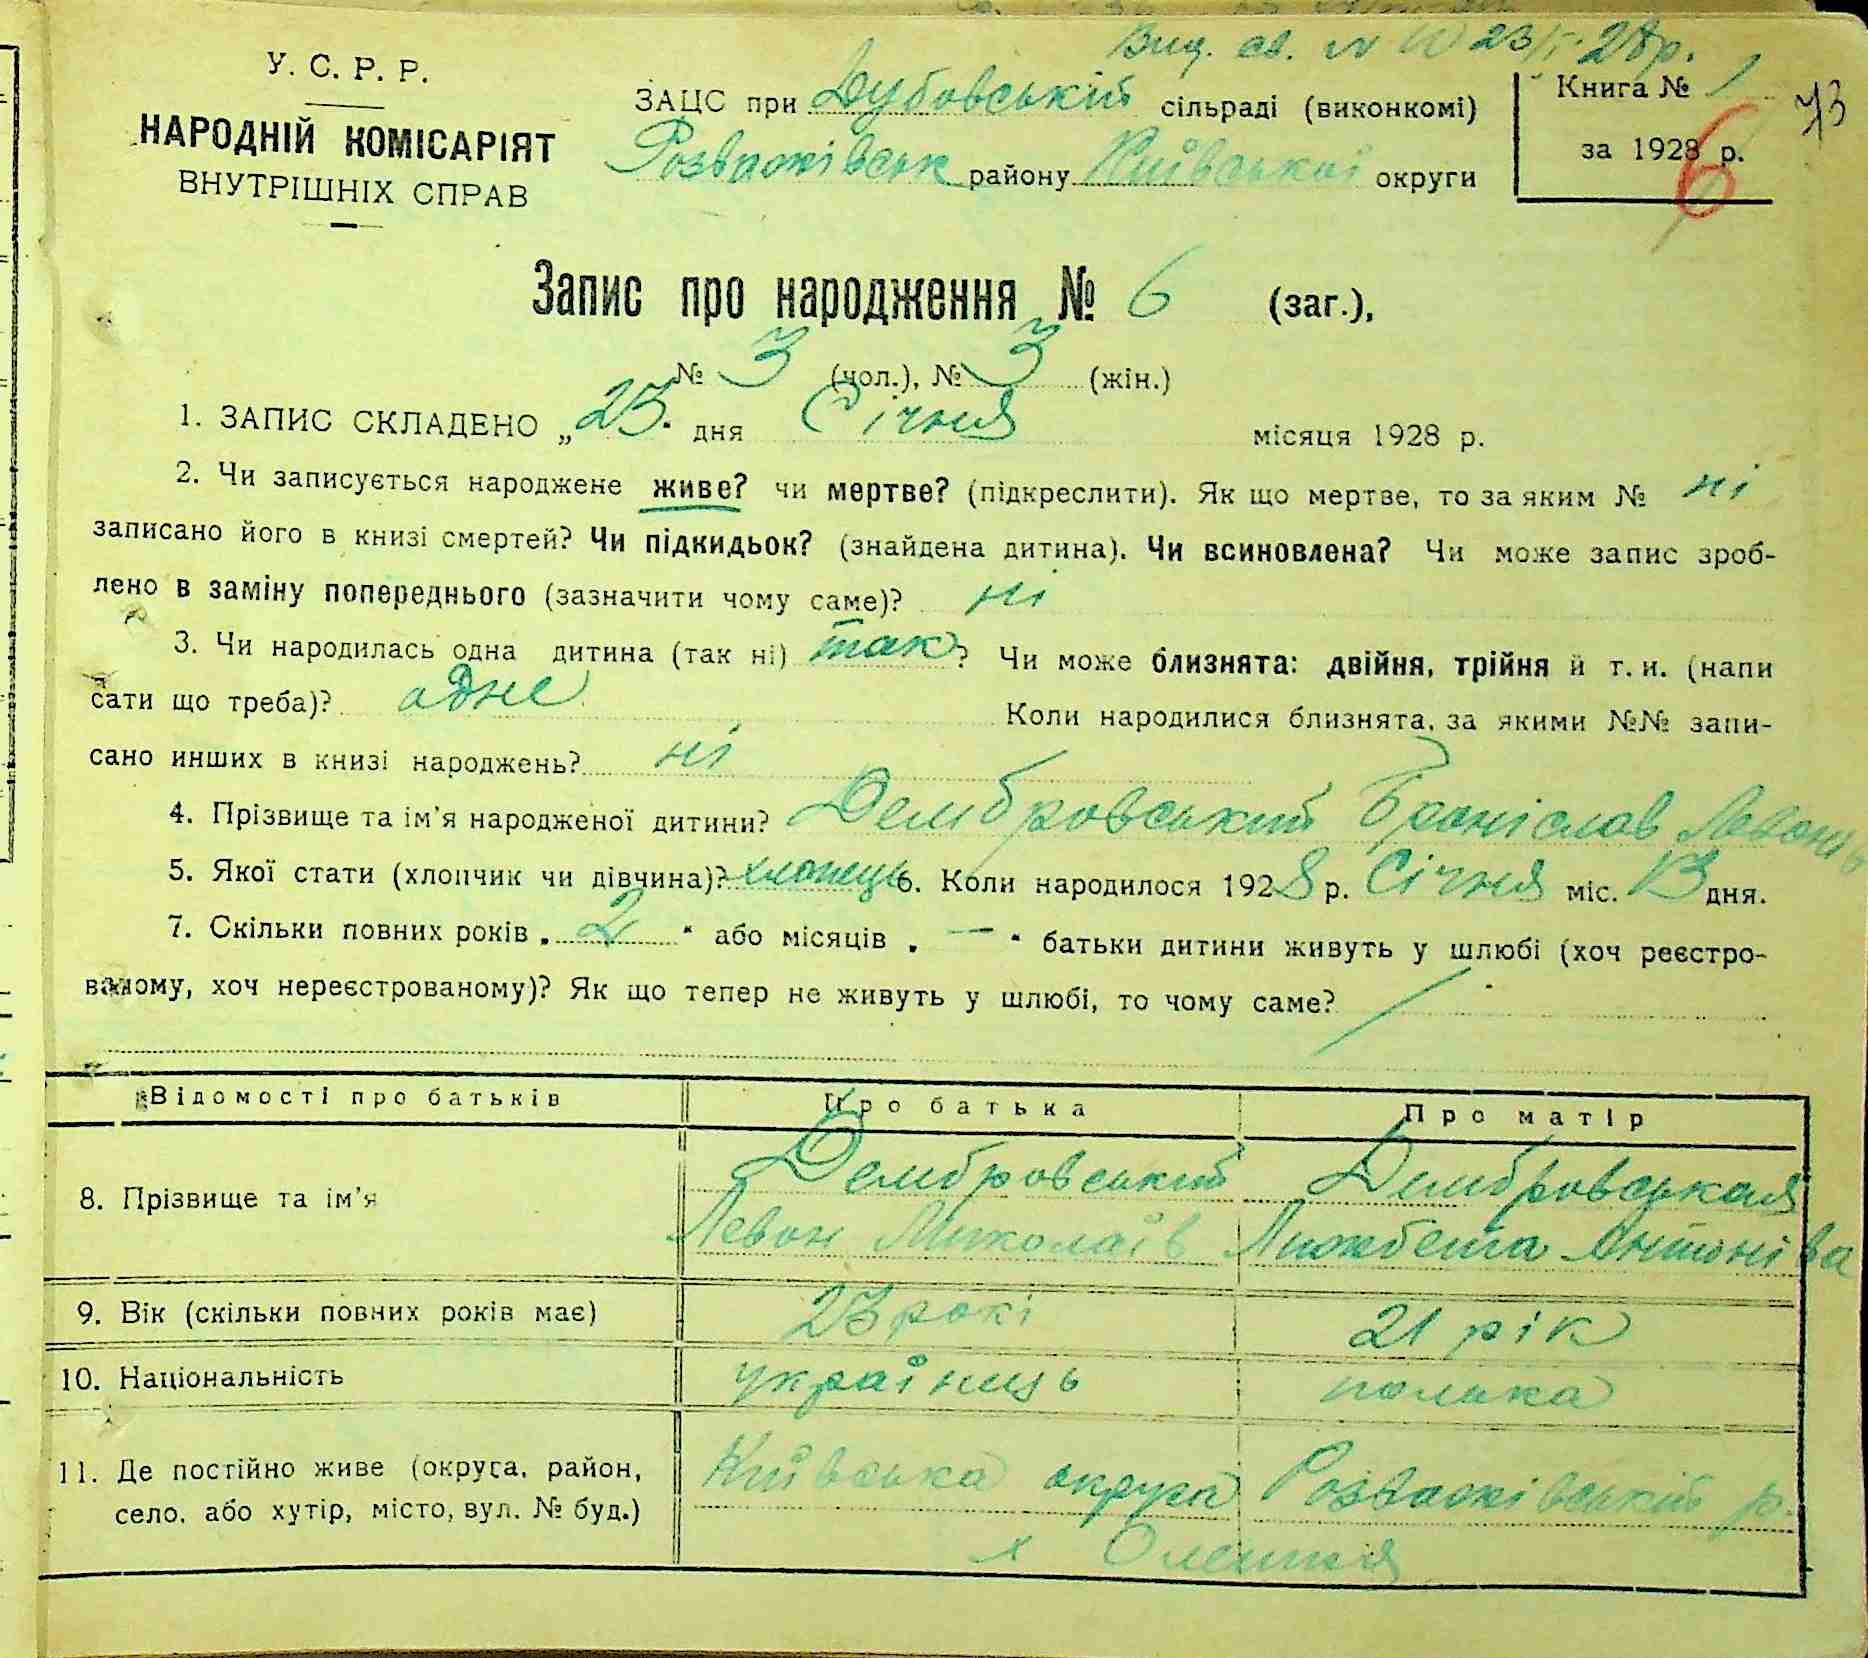 Вид. св. № 10 23/I-28р.
У. С. Р. Р.
НАРОДНІЙ КОМІСАРІЯТ
ВНУТРІШНІХ СПРАВ
ЗАЦС при Дубовській сільраді (виконкомі)
Розважівськ району Київської округи
Книга № 1
за 1928 р.
73
6
Запис про народження № 6 (заг.),
№ 3 (чол.), № 3 (жін.)
1. ЗАПИС СКЛАДЕНО „23" дня Січня місяця 1928 р.
2. Чи записується народжене живе? чи мертве? (підкреслити). Як що мертве, то за яким № ні
записано його в книзі смертей? Чи підкидьок? (знайдена дитина). Чи всиновлена? Чи може запис зроб-
лено в заміну попереднього (зазначити чому саме)? ні
3. Чи народилась одна дитина (так ні) так? Чи може близнята: двійня, трійня й т. и. (напи
сати що треба)? одне Коли народилися близнята, за якими №№ запи-
сано инших в книзі народжень? ні
4. Прізвище та ім'я народженої дитини? Дембровський Броніслав Левонів
5. Якої стати (хлопчик чи дівчина)? хлопець 6. Коли народилося 1928 р. Січня міс. 13 дня.
7. Скільки повних років „ 2 " або місяців „ — " батьки дитини живуть у шлюбі (хоч реєстро-
ваному, хоч нереєстрованому)? Як що тепер не живуть у шлюбі, то чому саме?
Відомості про батьків Про батька Про матір
8. Прізвище та ім'я Дембровський Дембровськая
Левон Миколаїв Лижбета Антоніва
9. Вік (скільки повних років має) 23 рокі 21 рік
10. Національність україниць полька
11. Де постійно живе (округа, район,
село, або хутір, місто, вул. № буд.)
Київська округа Розважівський р.
х